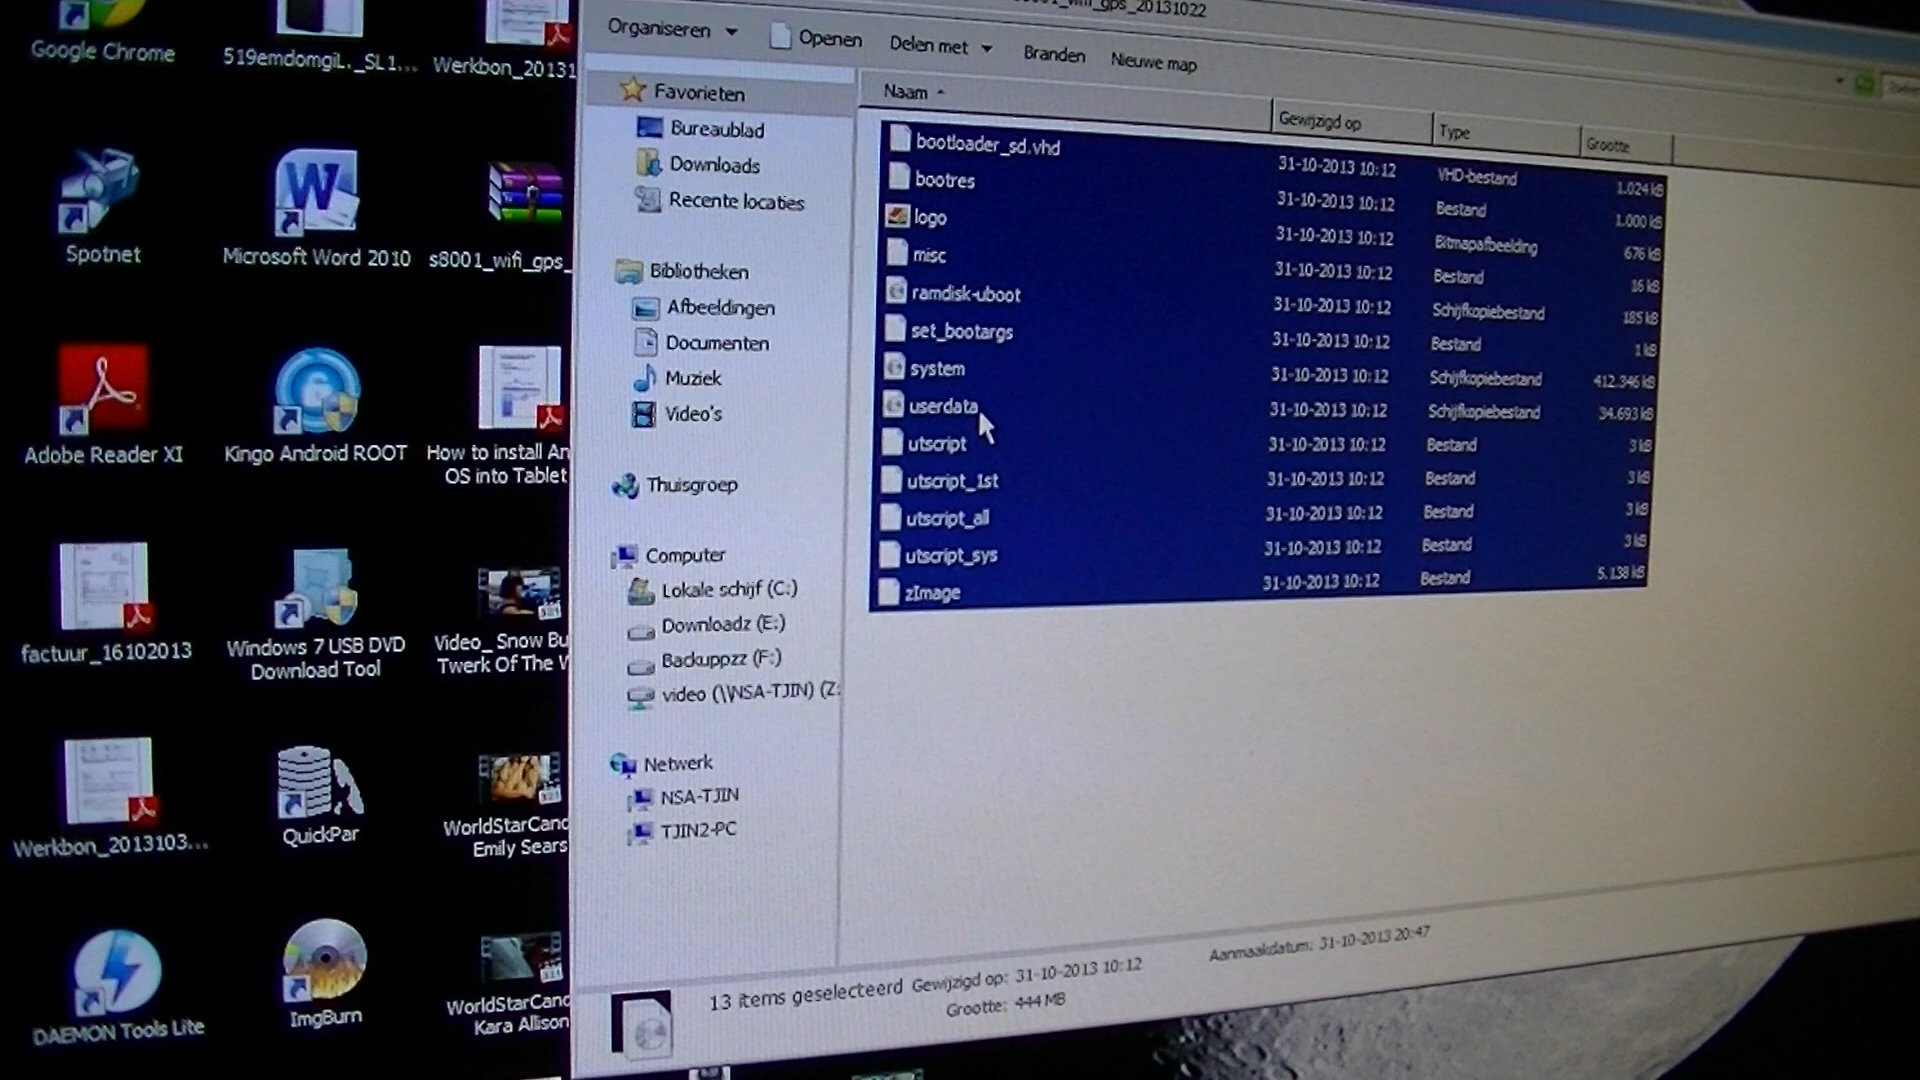 Google Chrome
519emdomgiL._SL1...
Werkbon_20131
Spotnet
Microsoft Word 2010
s8001_wifi_gps_
Adobe Reader XI
Kingo Android ROOT
How to install An
OS into Tablet
factuur_16102013
Windows 7 USB DVD
Download Tool
Video_ Snow Bu
Twerk Of The W
Werkbon_2013103...
QuickPar
WorldStarCand
Emily Sears
DAEMON Tools Lite
ImgBurn
WorldStarCand
Kara Allison
_wifi_gps_20131022
Organiseren
Openen
Delen met
Branden
Nieuwe map
Favorieten
Bureaublad
Downloads
Recente locaties
Bibliotheken
Afbeeldingen
Documenten
Muziek
Video's
Thuisgroep
Computer
Lokale schijf (C:)
Downloadz (E:)
Backuppzz (F:)
video (\\NSA-TJIN) (Z:
Netwerk
NSA-TJIN
TJIN2-PC
Naam Gewijzigd op Type Grootte
bootloader_sd.vhd 31-10-2013 10:12 VHD-bestand 1.024 kB
bootres 31-10-2013 10:12 Bestand 1.000 kB
logo 31-10-2013 10:12 Bitmapafbeelding 676 kB
misc 31-10-2013 10:12 Bestand 16 kB
ramdisk-uboot 31-10-2013 10:12 Schijfkopiebestand 185 kB
set_bootargs 31-10-2013 10:12 Bestand 1 kB
system 31-10-2013 10:12 Schijfkopiebestand 412.346 kB
userdata 31-10-2013 10:12 Schijfkopiebestand 34.693 kB
utscript 31-10-2013 10:12 Bestand 3 kB
utscript_1st 31-10-2013 10:12 Bestand 3 kB
utscript_all 31-10-2013 10:12 Bestand 3 kB
utscript_sys 31-10-2013 10:12 Bestand 3 kB
zImage 31-10-2013 10:12 Bestand 5.138 kB
13 items geselecteerd Gewijzigd op: 31-10-2013 10:12 Aanmaakdatum: 31-10-2013 20:47
Grootte: 444 MB